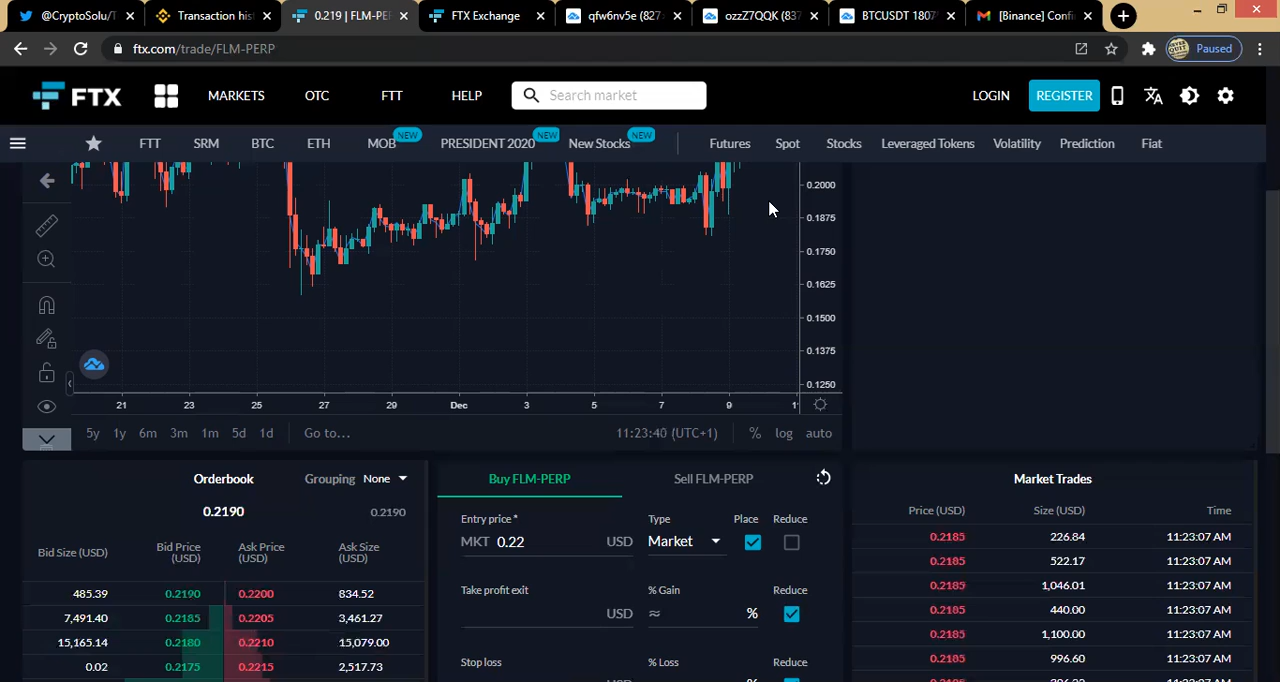 @CryptoSolu/T
Transaction his
0.219 | FLM-PE
FTX Exchange
qfw6nv5e (827
ozzZ7QQK (837
BTCUSDT 1807
[Binance] Confi
ftx.com/trade/FLM-PERP
Paused
FTX
MARKETS
OTC
FTT
HELP
Search market
LOGIN
REGISTER
FTT
SRM
BTC
ETH
MOB
NEW
PRESIDENT 2020
NEW
New Stocks
NEW
Futures
Spot
Stocks
Leveraged Tokens
Volatility
Prediction
Fiat
0.2000
0.1875
0.1750
0.1625
0.1500
0.1375
0.1250
21 23 25 27 29 Dec 3 5 7 9 1
5y 1y 6m 3m 1m 5d 1d Go to... 11:23:40 (UTC+1) % log auto
Orderbook
Grouping None
0.2190
0.2190
Bid Size (USD)
Bid Price (USD)
Ask Price (USD)
Ask Size (USD)
485.39 0.2190 0.2200 834.52
7,491.40 0.2185 0.2205 3,461.27
15,165.14 0.2180 0.2210 15,079.00
0.02 0.2175 0.2215 2,517.73
Buy FLM-PERP
Sell FLM-PERP
Entry price*
Type
Place
Reduce
MKT 0.22 USD
Market
Take profit exit
% Gain
Reduce
USD
≈ %
Stop loss
% Loss
Reduce
Market Trades
Price (USD) Size (USD) Time
0.2185 226.84 11:23:07 AM
0.2185 522.17 11:23:07 AM
0.2185 1,046.01 11:23:07 AM
0.2185 440.00 11:23:07 AM
0.2185 1,100.00 11:23:07 AM
0.2185 996.60 11:23:07 AM